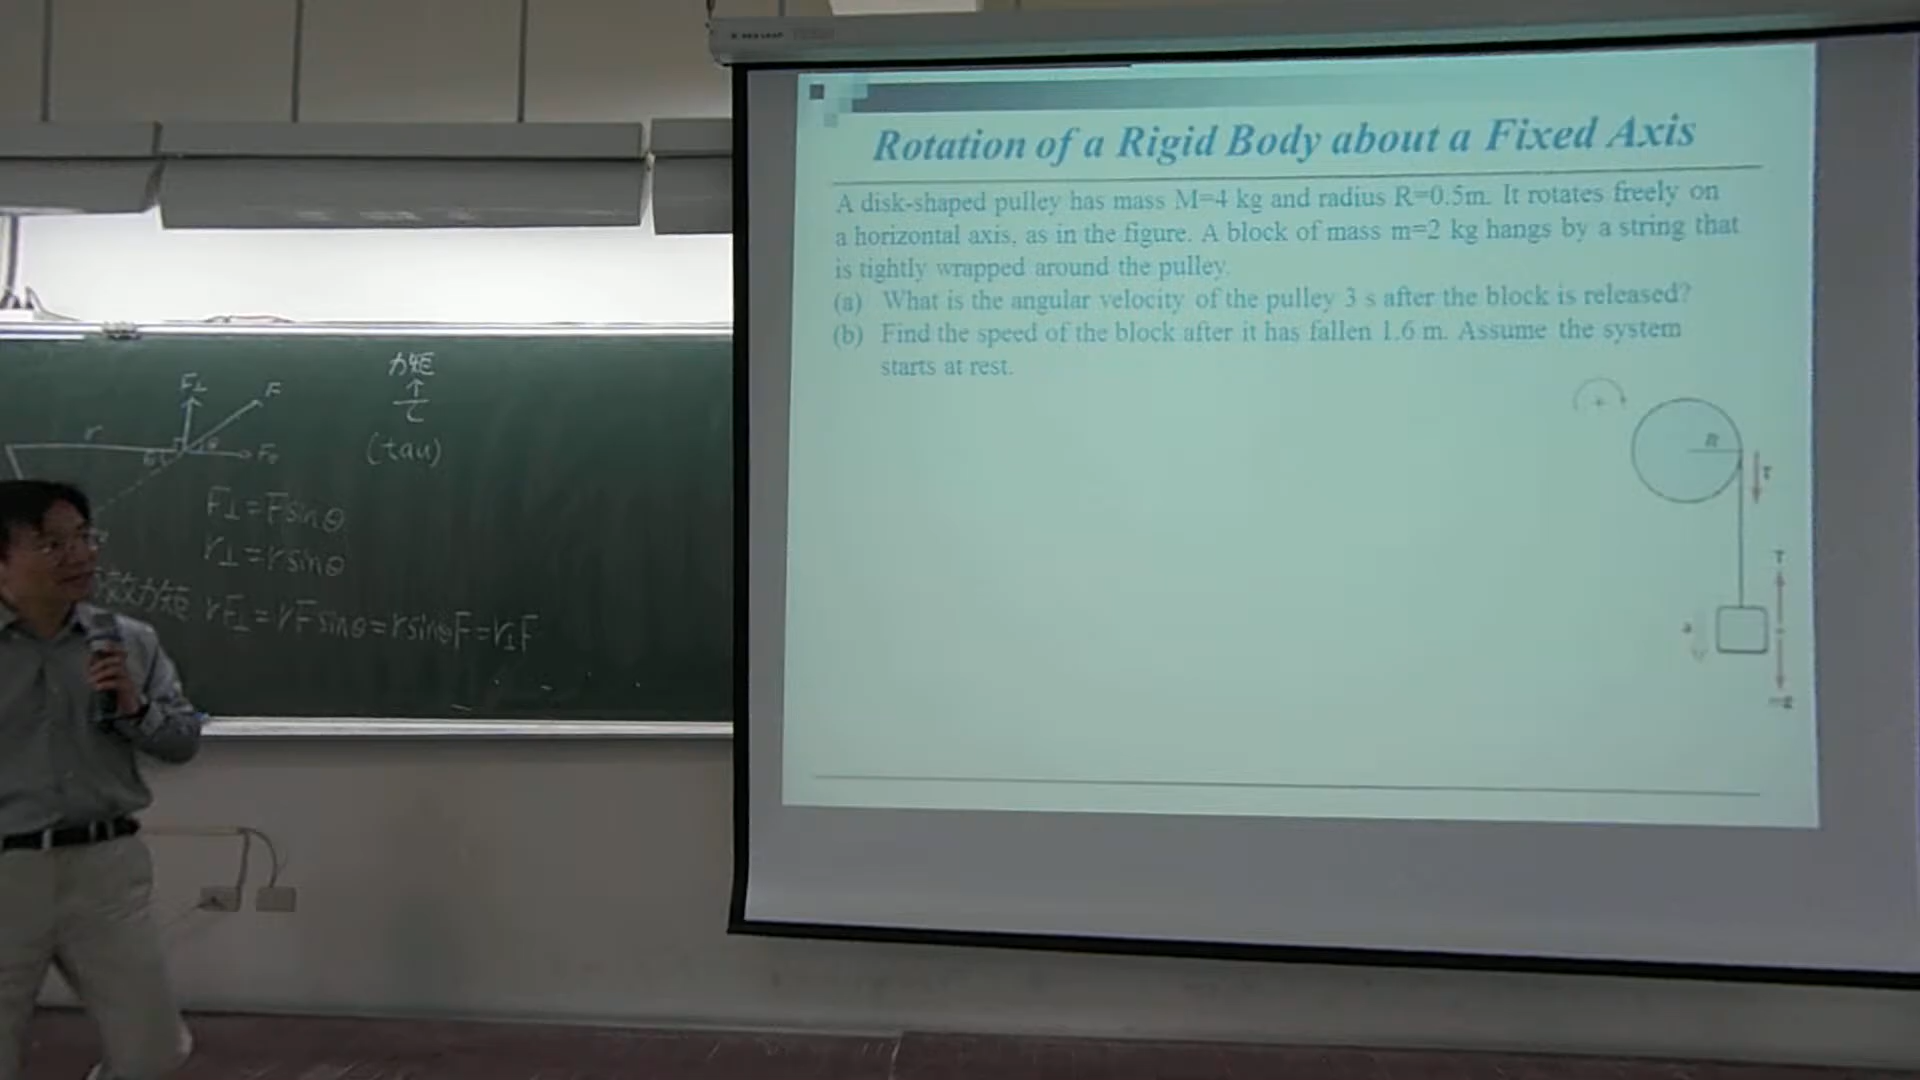 Rotation of a Rigid Body about a Fixed Axis
A disk-shaped pulley has mass M=4 kg and radius R=0.5m. It rotates freely on
a horizontal axis, as in the figure. A block of mass m=2 kg hangs by a string that
is tightly wrapped around the pulley.
(a) What is the angular velocity of the pulley 3 s after the block is released?
(b) Find the speed of the block after it has fallen 1.6 m. Assume the system
starts at rest.
R
T
T
a
mg
力矩
τ
(tau)
F⊥
F
r
θ
F⊥=Fsinθ
r⊥=rsinθ
效力矩 rF⊥=rFsinθ=rsinθF=r⊥F